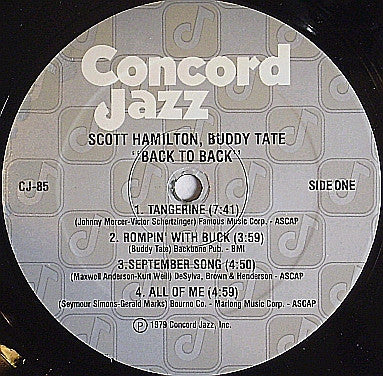 Concord
Jazz
SCOTT HAMILTON, BUDDY TATE
"BACK TO BACK"
CJ-85 SIDE ONE
1. TANGERINE (7:41)
(Johnny Mercer-Victor Schertzinger) Famous Music Corp. - ASCAP
2. ROMPIN' WITH BUCK (3:59)
(Buddy Tate) Backbone Pub. - BMI
3. SEPTEMBER SONG (4:50)
(Maxwell Anderson-Kurt Weil) DeSylva, Brown & Henderson - ASCAP
4. ALL OF ME (4:59)
(Seymour Simons-Gerald Marks) Bourne Co. - Marlong Music Corp. - ASCAP
℗ 1979 Concord Jazz, Inc.